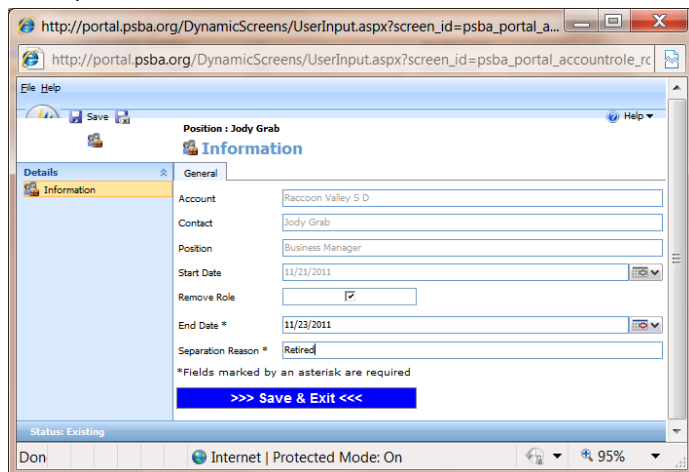 http://portal.psba.org/DynamicScreens/UserInput.aspx?screen_id=psba_portal_a...
http://portal.psba.org/DynamicScreens/UserInput.aspx?screen_id=psba_portal_accountrole_rc
File Help
Save
Help
Position : Jody Grab
Information
Details
General
Information
Account Raccoon Valley S D
Contact Jody Grab
Position Business Manager
Start Date 11/21/2011
Remove Role
End Date * 11/23/2011
Separation Reason * Retired
*Fields marked by an asterisk are required
>>> Save & Exit <<<
Status: Existing
Don Internet | Protected Mode: On 95%